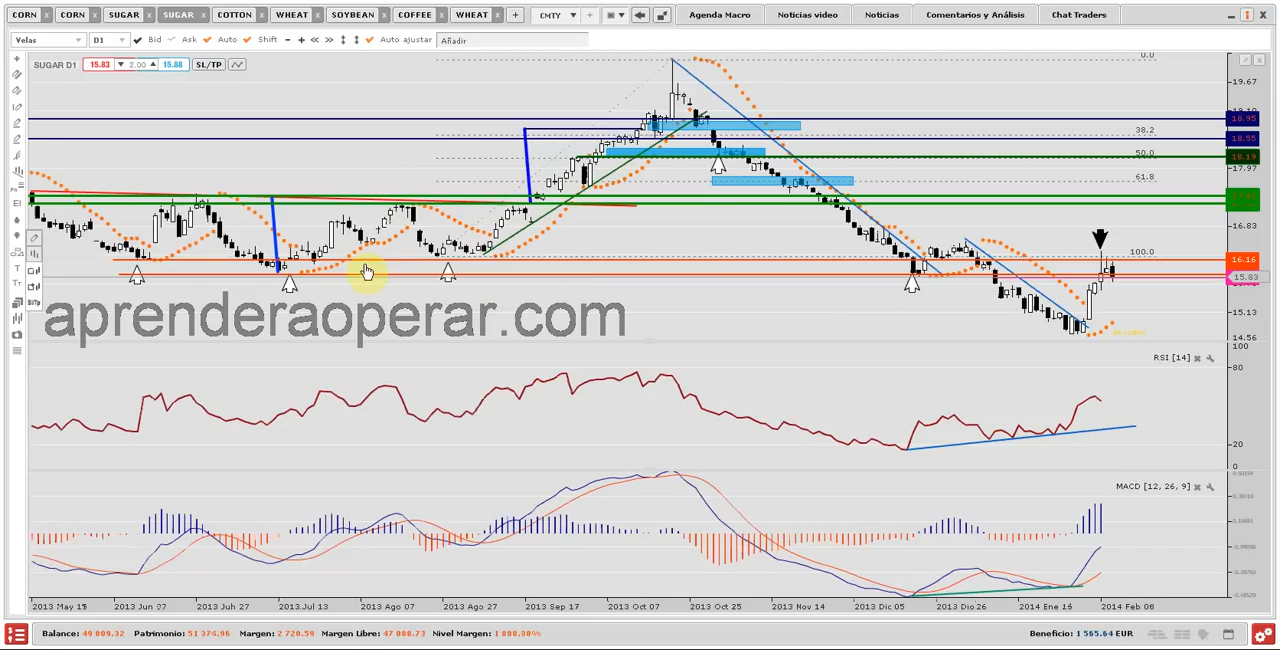 CORN x CORN x SUGAR x SUGAR x COTTON x WHEAT x SOYBEAN x COFFEE x WHEAT x + CMTY Agenda Macro Noticias video Noticias Comentarios y Análisis Chat Traders
Velas D1 Bid Ask Auto Shift - + << >> Auto ajustar Añadir
SUGAR D1 15.83 2.00 15.88 SL/TP
0.0
19.67
19.10
18.95
38.2
18.55
50.0
18.19
17.97
61.8
16.83
100.0
16.16
15.83
aprenderaoperar.com
15.13
14.56
100
RSI [14]
80
20
0
MACD [12, 26, 9]
2013 May 15 2013 Jun 07 2013 Jun 27 2013 Jul 13 2013 Ago 07 2013 Ago 27 2013 Sep 17 2013 Oct 07 2013 Oct 25 2013 Nov 14 2013 Dic 05 2013 Dic 26 2014 Ene 16 2014 Feb 06
Balance: 49 809.32 Patrimonio: 51 374.96 Margen: 2 720.59 Margen Libre: 47 088.73 Nivel Margen: 1 888.38% Beneficio: 1 565.64 EUR